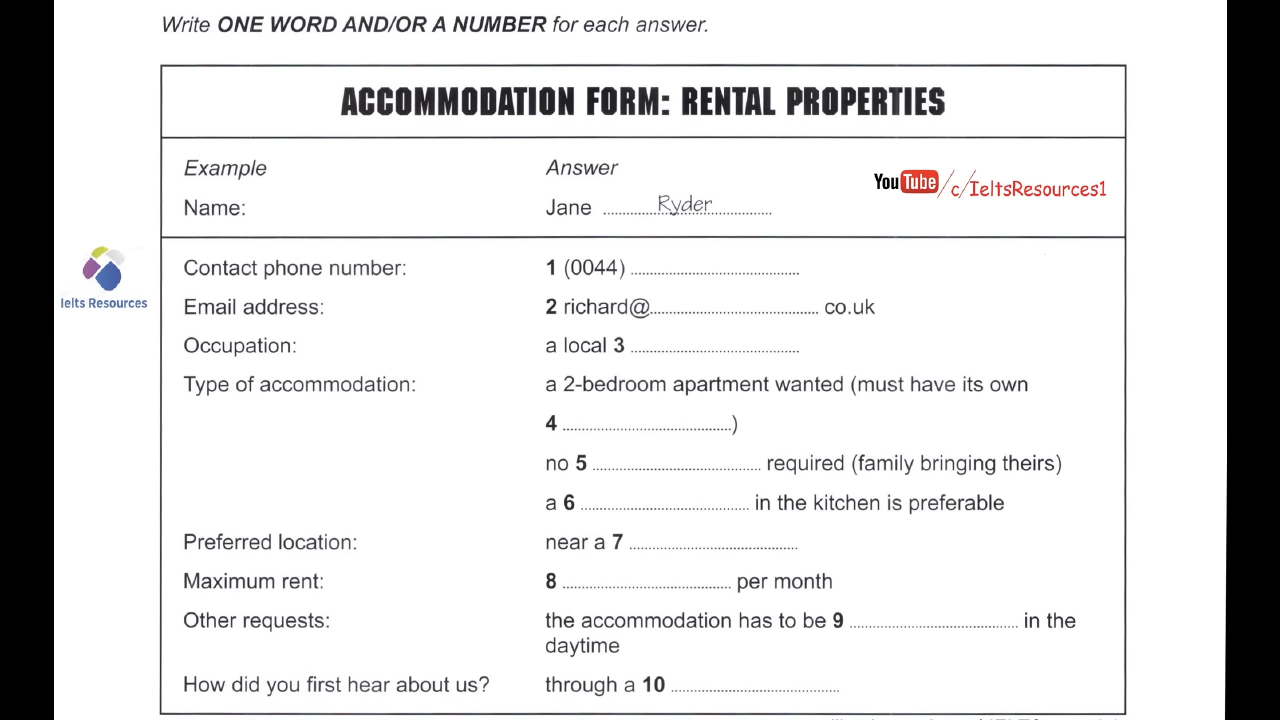 Write ONE WORD AND/OR A NUMBER for each answer.
ACCOMMODATION FORM: RENTAL PROPERTIES
Example Answer
YouTube/c/IeltsResources1
Name: Jane ........ Ryder ........
Contact phone number: 1 (0044) ................
Ielts Resources
Email address: 2 richard@................ co.uk
Occupation: a local 3 ................
Type of accommodation: a 2-bedroom apartment wanted (must have its own
4 ................)
no 5 ................ required (family bringing theirs)
a 6 ................ in the kitchen is preferable
Preferred location: near a 7 ................
Maximum rent: 8 ................ per month
Other requests: the accommodation has to be 9 ................ in the
daytime
How did you first hear about us? through a 10 ................